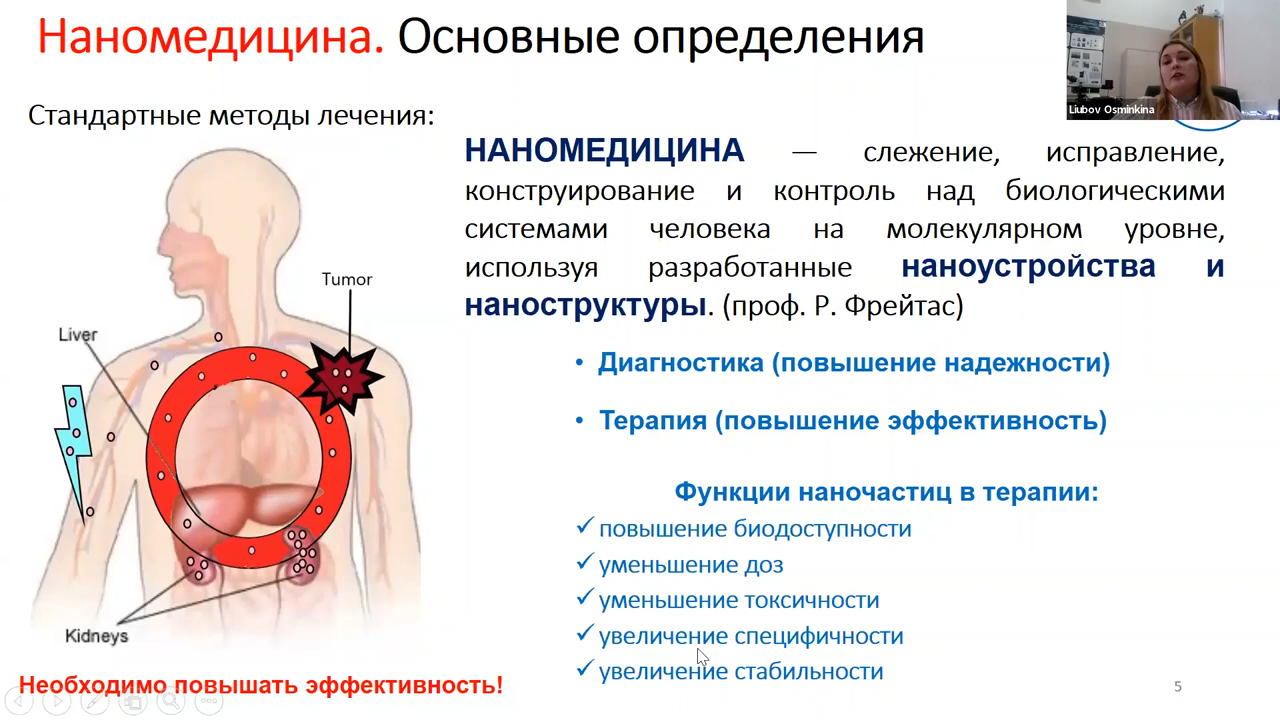 Наномедицина. Основные определения
Liubov Osminkina
Стандартные методы лечения:
Tumor
Liver
Kidneys
Необходимо повышать эффективность!
НАНОМЕДИЦИНА — слежение, исправление,
конструирование и контроль над биологическими
системами человека на молекулярном уровне,
используя разработанные наноустройства и
наноструктуры. (проф. Р. Фрейтас)
• Диагностика (повышение надежности)
• Терапия (повышение эффективность)
Функции наночастиц в терапии:
✓ повышение биодоступности
✓ уменьшение доз
✓ уменьшение токсичности
✓ увеличение специфичности
✓ увеличение стабильности
5